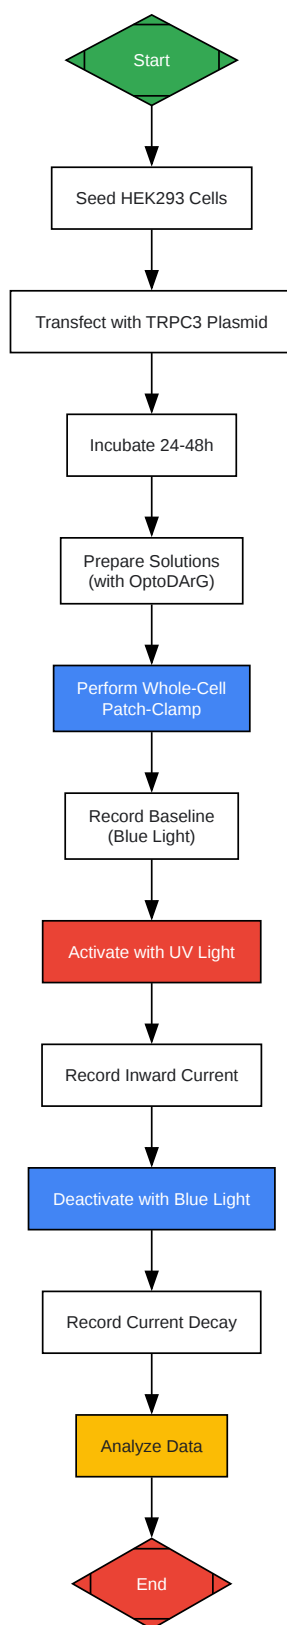 Start
Seed HEK293 Cells
Transfect with TRPC3 Plasmid
Incubate 24-48h
Prepare Solutions
(with OptoDArG)
Perform Whole-Cell
Patch-Clamp
Record Baseline
(Blue Light)
Activate with UV Light
Record Inward Current
Deactivate with Blue Light
Record Current Decay
Analyze Data
End